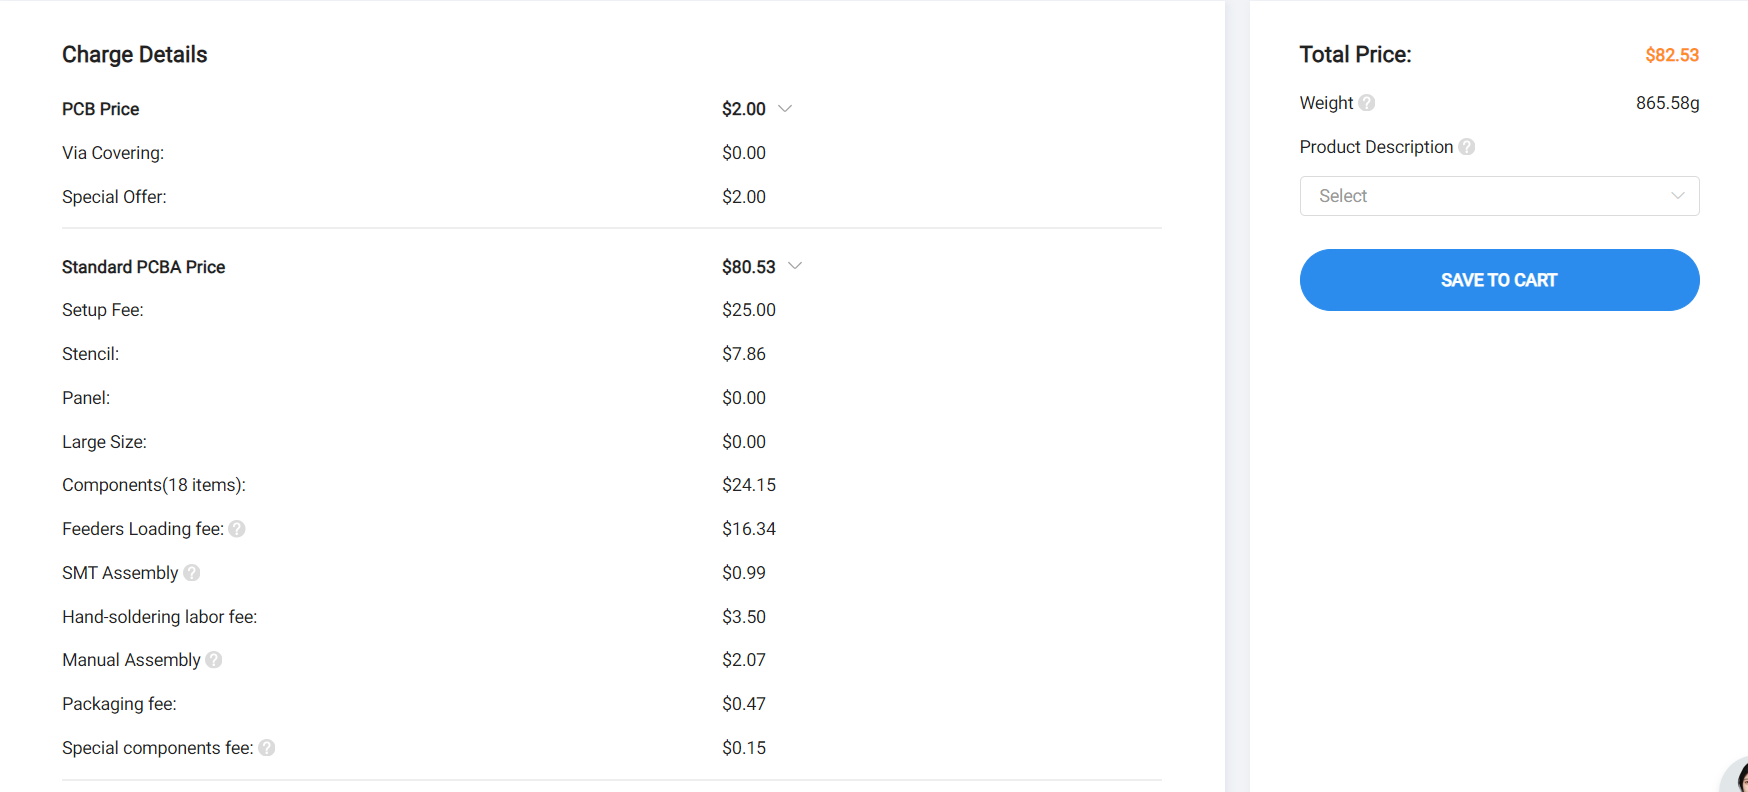 Charge Details
PCB Price $2.00
Via Covering: $0.00
Special Offer: $2.00
Standard PCBA Price $80.53
Setup Fee: $25.00
Stencil: $7.86
Panel: $0.00
Large Size: $0.00
Components(18 items): $24.15
Feeders Loading fee: ? $16.34
SMT Assembly ? $0.99
Hand-soldering labor fee: $3.50
Manual Assembly ? $2.07
Packaging fee: $0.47
Special components fee: ? $0.15
Total Price: $82.53
Weight ? 865.58g
Product Description ?
Select
SAVE TO CART